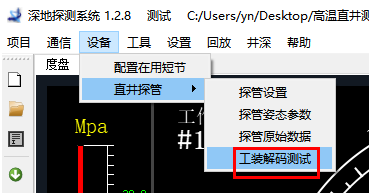 深地探测系统 1.2.8 测试 C:/Users/yn/Desktop/高温直井测
项目 通信 设备 工具 设置 回放 井深 帮助
度盘
配置在用短节
直井探管
探管设置
探管姿态参数
探管原始数据
工装解码测试
Mpa
#1